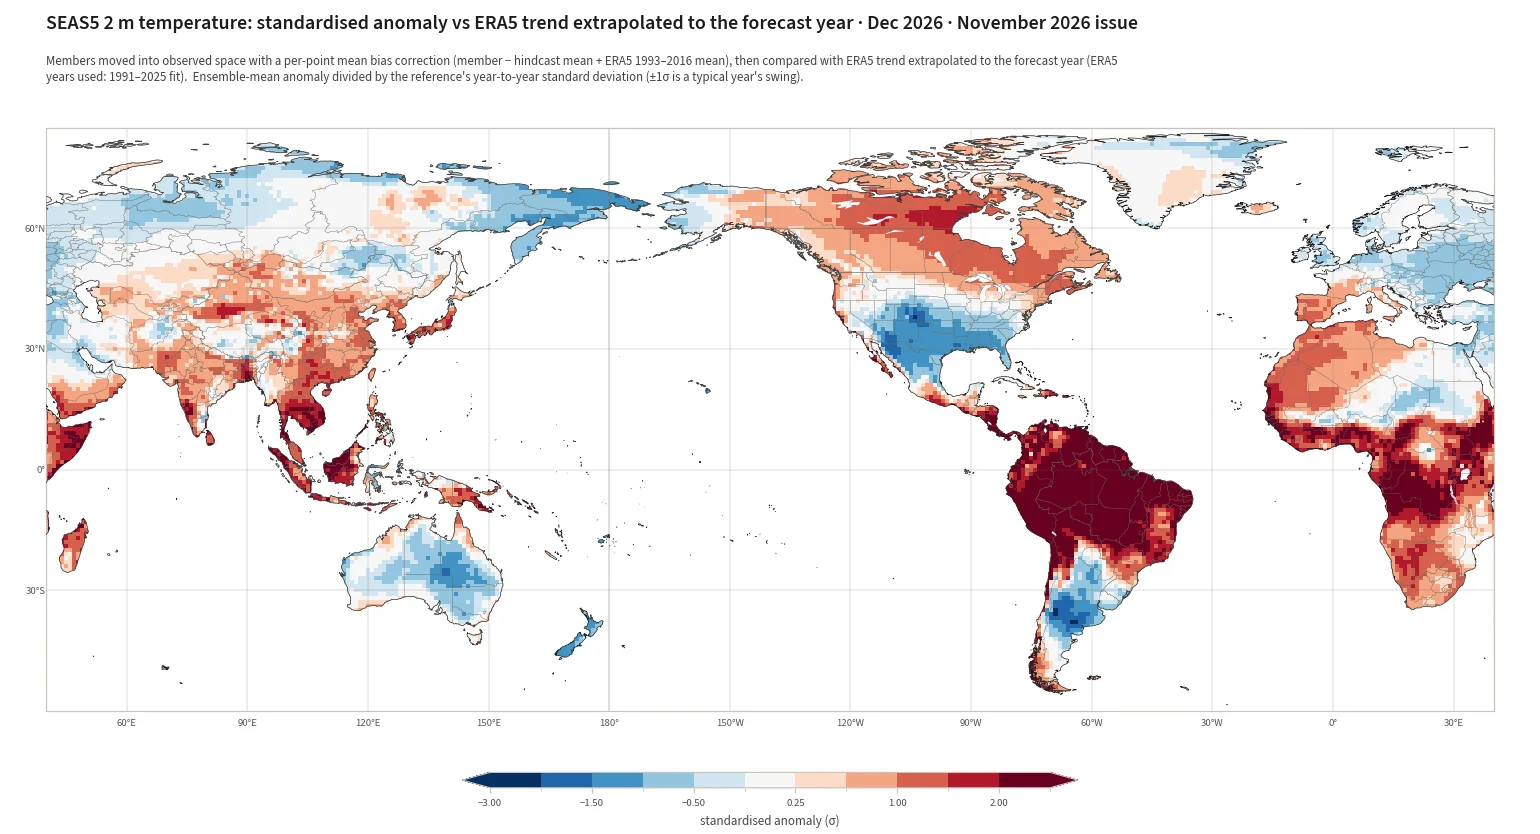 SEAS5 2 m temperature: standardised anomaly vs ERA5 trend extrapolated to the forecast year · Dec 2026 · November 2026 issue
Members moved into observed space with a per-point mean bias correction (member − hindcast mean + ERA5 1993–2016 mean), then compared with ERA5 trend extrapolated to the forecast year (ERA5
years used: 1991–2025 fit). Ensemble-mean anomaly divided by the reference's year-to-year standard deviation (±1σ is a typical year's swing).
60°N
30°N
0°
30°S
60°E 90°E 120°E 150°E 180° 150°W 120°W 90°W 60°W 30°W 0° 30°E
−3.00 −1.50 −0.50 0.25 1.00 2.00
standardised anomaly (σ)